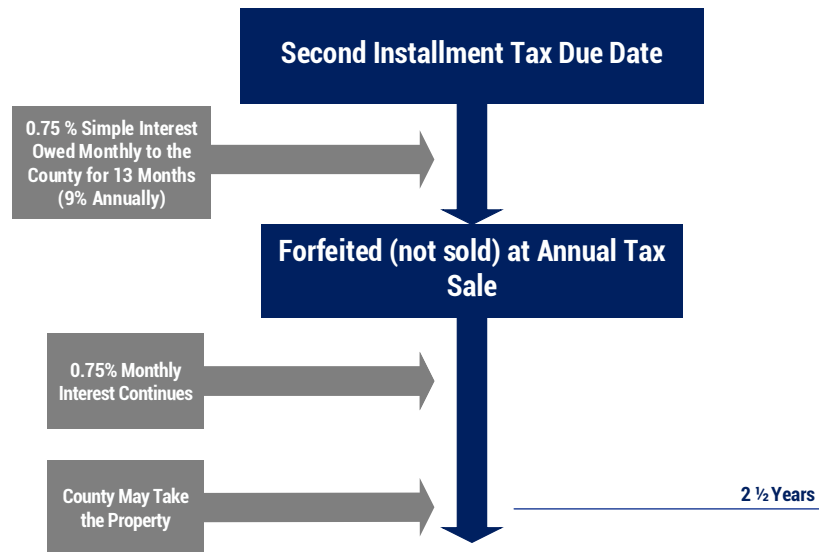 Second Installment Tax Due Date
0.75 % Simple Interest
Owed Monthly to the
County for 13 Months
(9% Annually)
Forfeited (not sold) at Annual Tax
Sale
0.75% Monthly
Interest Continues
County May Take
the Property
2 ½ Years